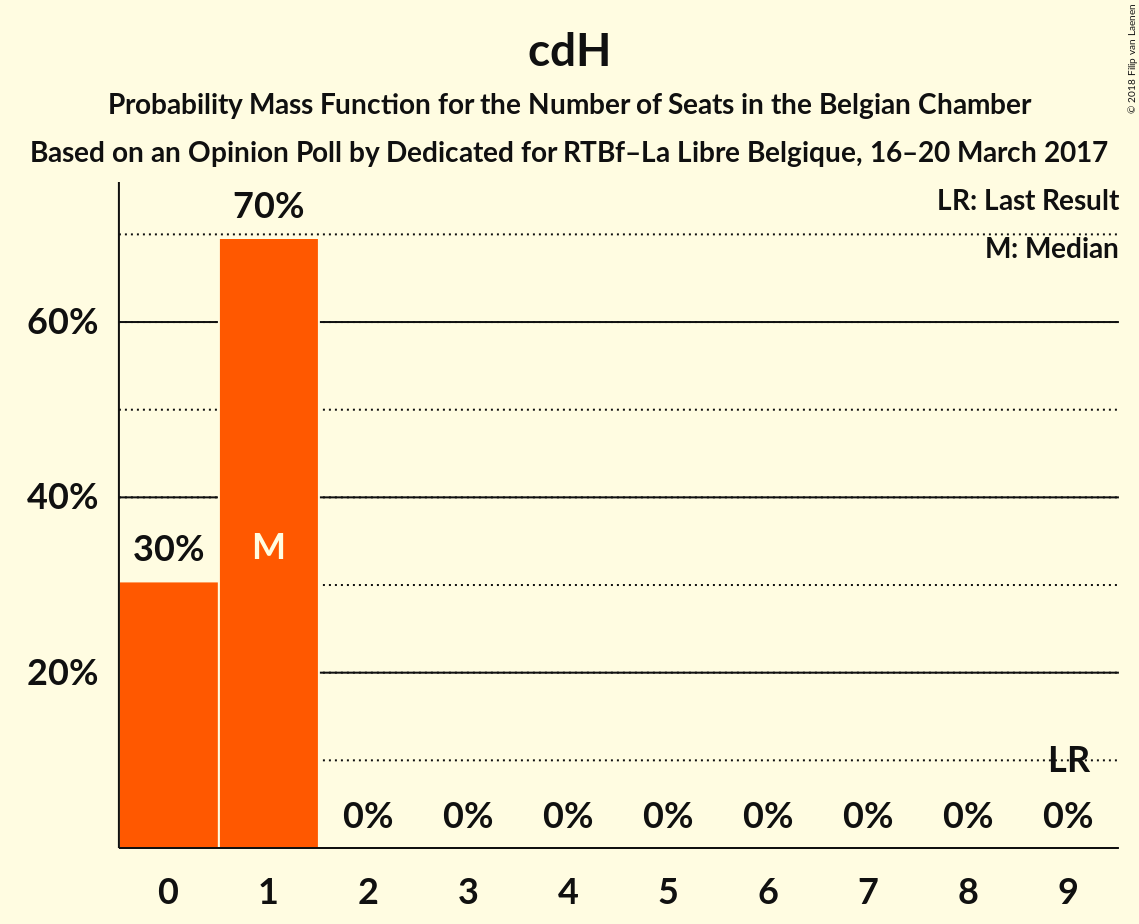 cdH
Probability Mass Function for the Number of Seats in the Belgian Chamber
Based on an Opinion Poll by Dedicated for RTBf–La Libre Belgique, 16–20 March 2017
© 2018 Filip van Laenen
LR: Last Result
M: Median
70%
60%
40%
30%
M
20%
LR
0% 0% 0% 0% 0% 0% 0% 0%
0 1 2 3 4 5 6 7 8 9